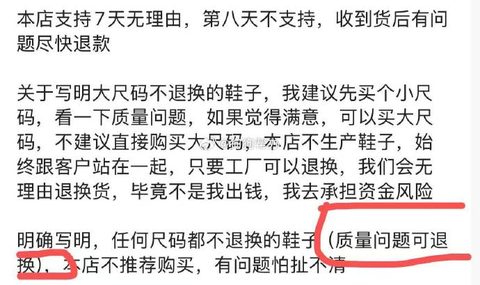 本店支持7天无理由，第八天不支持，收到货后有问
题尽快退款
关于写明大尺码不退换的鞋子，我建议先买个小尺
码，看一下质量问题，如果觉得满意，可以买大尺
码，不建议直接购买大尺码，本店不生产鞋子，始
终跟客户站在一起，只要工厂可以退换，我们会无
理由退换货，毕竟不是我出钱，我去承担资金风险
明确写明，任何尺码都不退换的鞋子（质量问题可退
换），本店不推荐购买，有问题怕扯不清